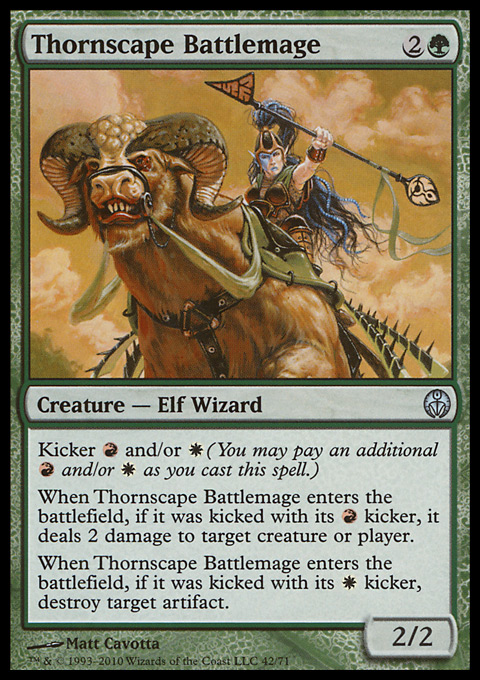 Thornscape Battlemage 2
Creature — Elf Wizard
Kicker and/or (You may pay an additional
and/or as you cast this spell.)
When Thornscape Battlemage enters the
battlefield, if it was kicked with its kicker, it
deals 2 damage to target creature or player.
When Thornscape Battlemage enters the
battlefield, if it was kicked with its kicker,
destroy target artifact.
Matt Cavotta
2/2
™ & © 1993–2010 Wizards of the Coast LLC 42/71